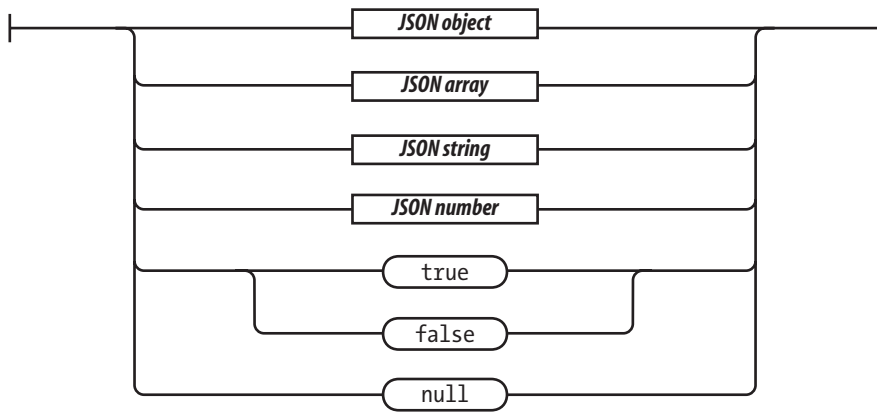 JSON object
JSON array
JSON string
JSON number
true
false
null